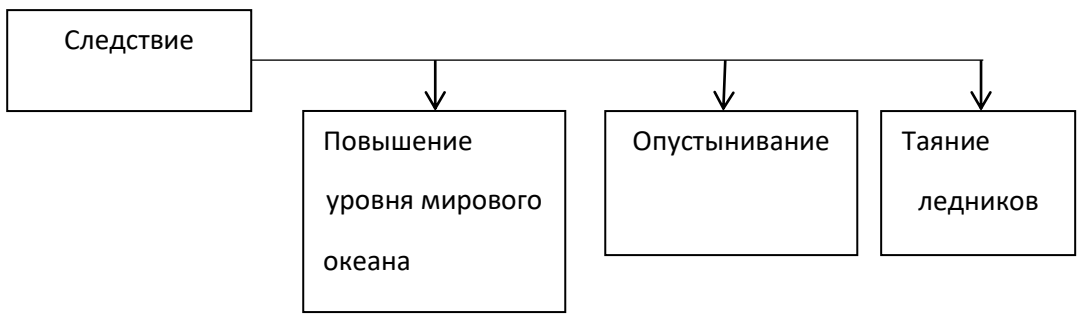 Следствие
Повышение
уровня мирового
океана
Опустынивание
Таяние
ледников